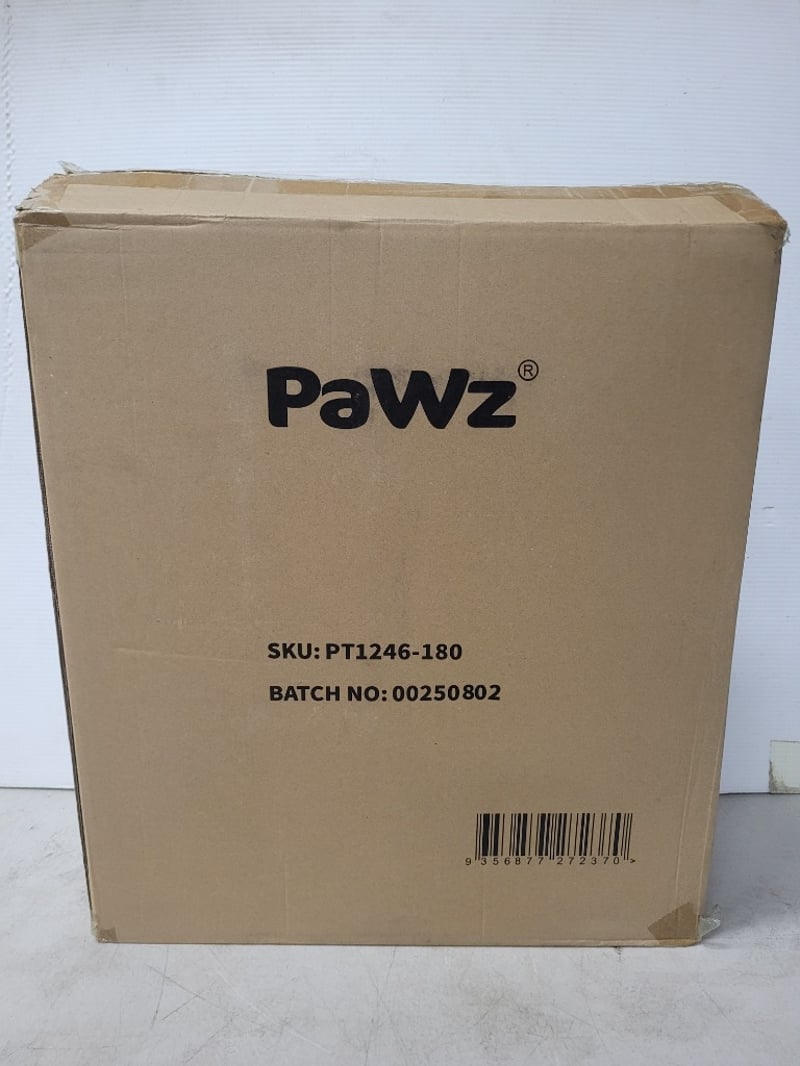 PaWz®
SKU: PT1246-180
BATCH NO: 00250802
9 356877 272370 >